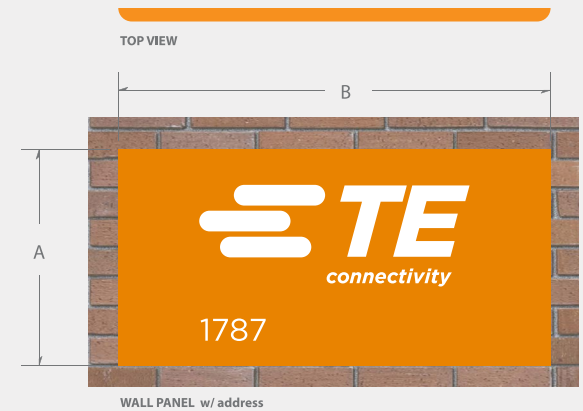 TOP VIEW
B
A
TE
connectivity
1787
WALL PANEL w/ address